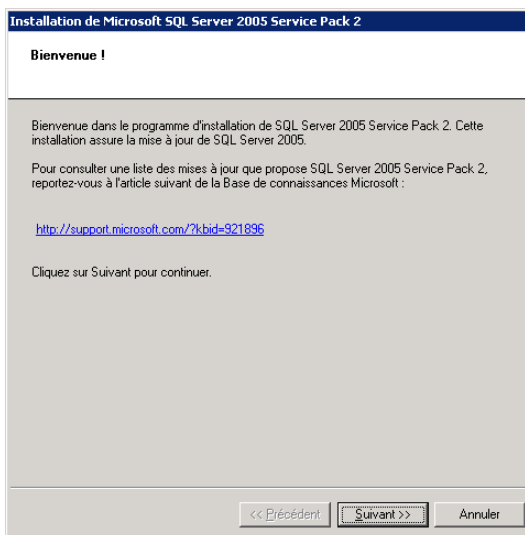 Installation de Microsoft SQL Server 2005 Service Pack 2
Bienvenue !
Bienvenue dans le programme d'installation de SQL Server 2005 Service Pack 2. Cette
installation assure la mise à jour de SQL Server 2005.
Pour consulter une liste des mises à jour que propose SQL Server 2005 Service Pack 2,
reportez-vous à l'article suivant de la Base de connaissances Microsoft :
http://support.microsoft.com/?kbid=921896
Cliquez sur Suivant pour continuer.
<< Précédent
Suivant >>
Annuler